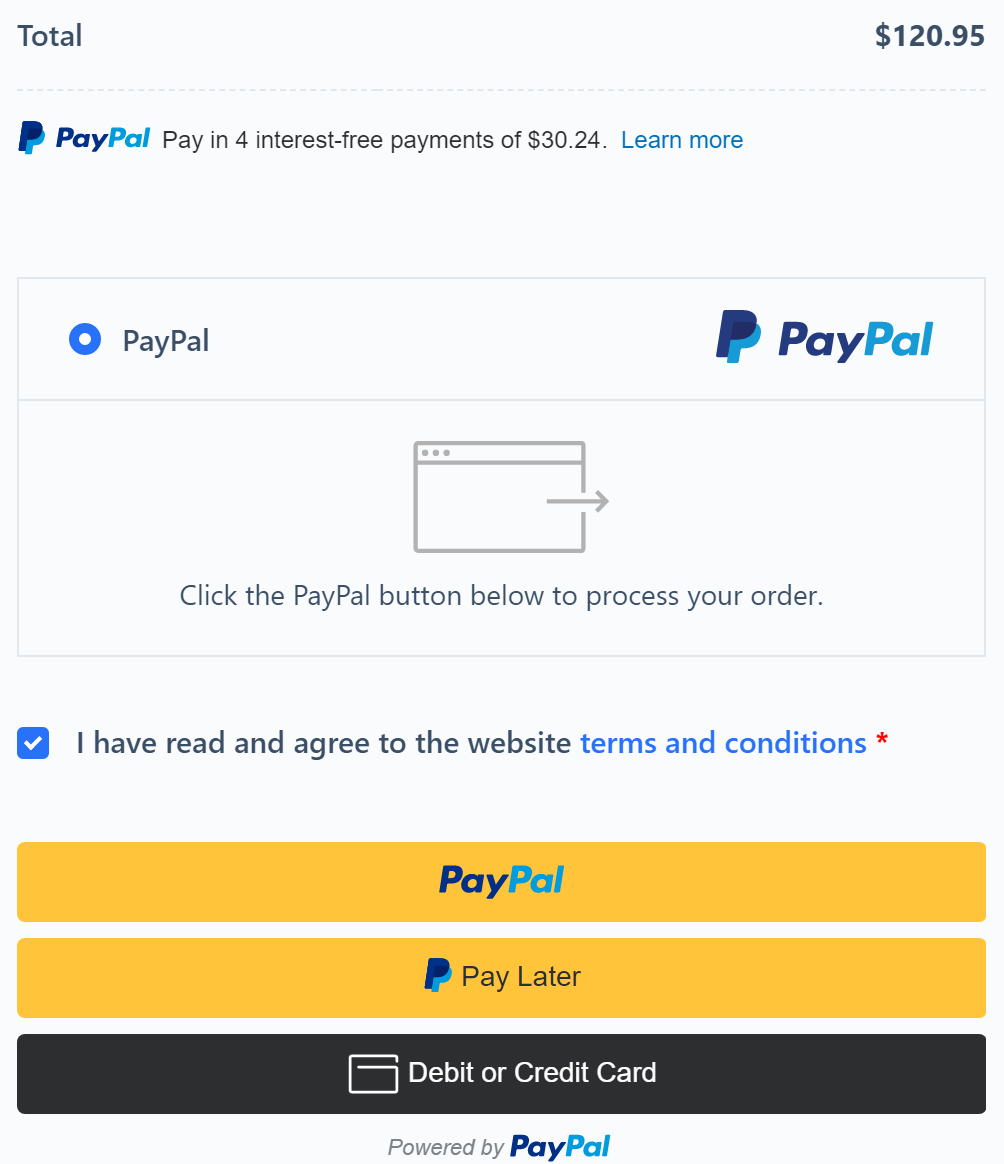 Total $120.95
PayPal Pay in 4 interest-free payments of $30.24. Learn more
PayPal PayPal
Click the PayPal button below to process your order.
I have read and agree to the website terms and conditions *
PayPal
Pay Later
Debit or Credit Card
Powered by PayPal